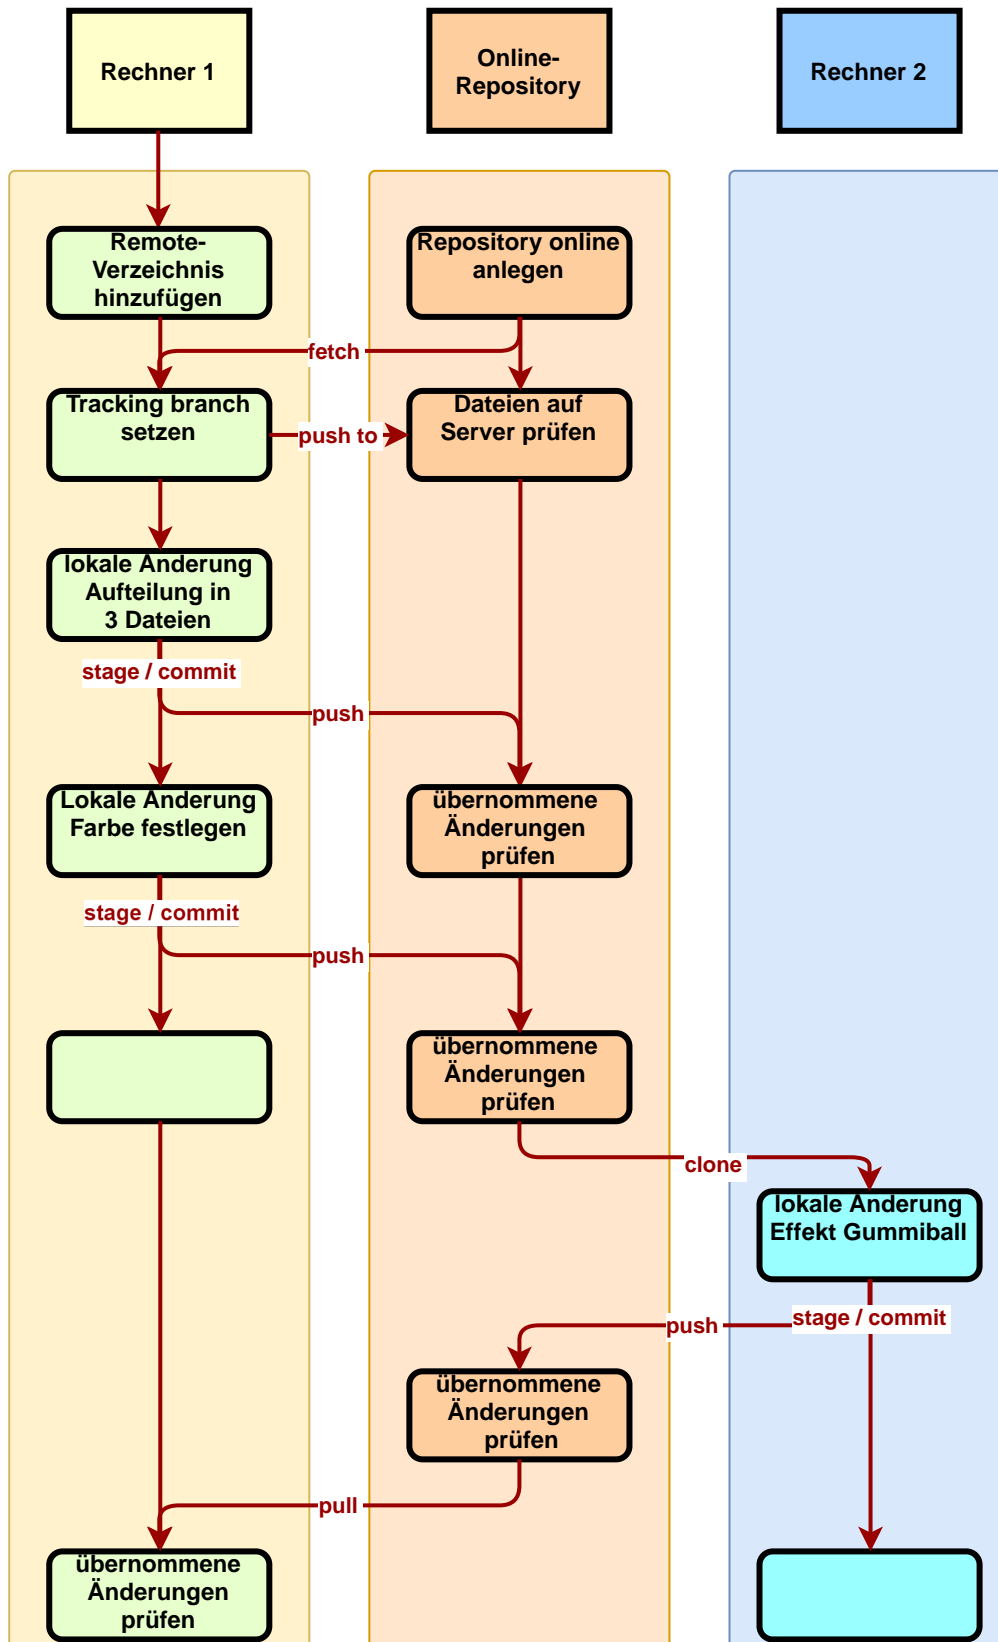 Rechner 1
Online-
Repository
Rechner 2
Remote-
Verzeichnis
hinzufügen
Repository online
anlegen
fetch
Tracking branch
setzen
push to
Dateien auf
Server prüfen
lokale Änderung
Aufteilung in
3 Dateien
stage / commit
push
Lokale Änderung
Farbe festlegen
übernommene
Änderungen
prüfen
stage / commit
push
übernommene
Änderungen
prüfen
clone
lokale Änderung
Effekt Gummiball
stage / commit
push
übernommene
Änderungen
prüfen
pull
übernommene
Änderungen
prüfen